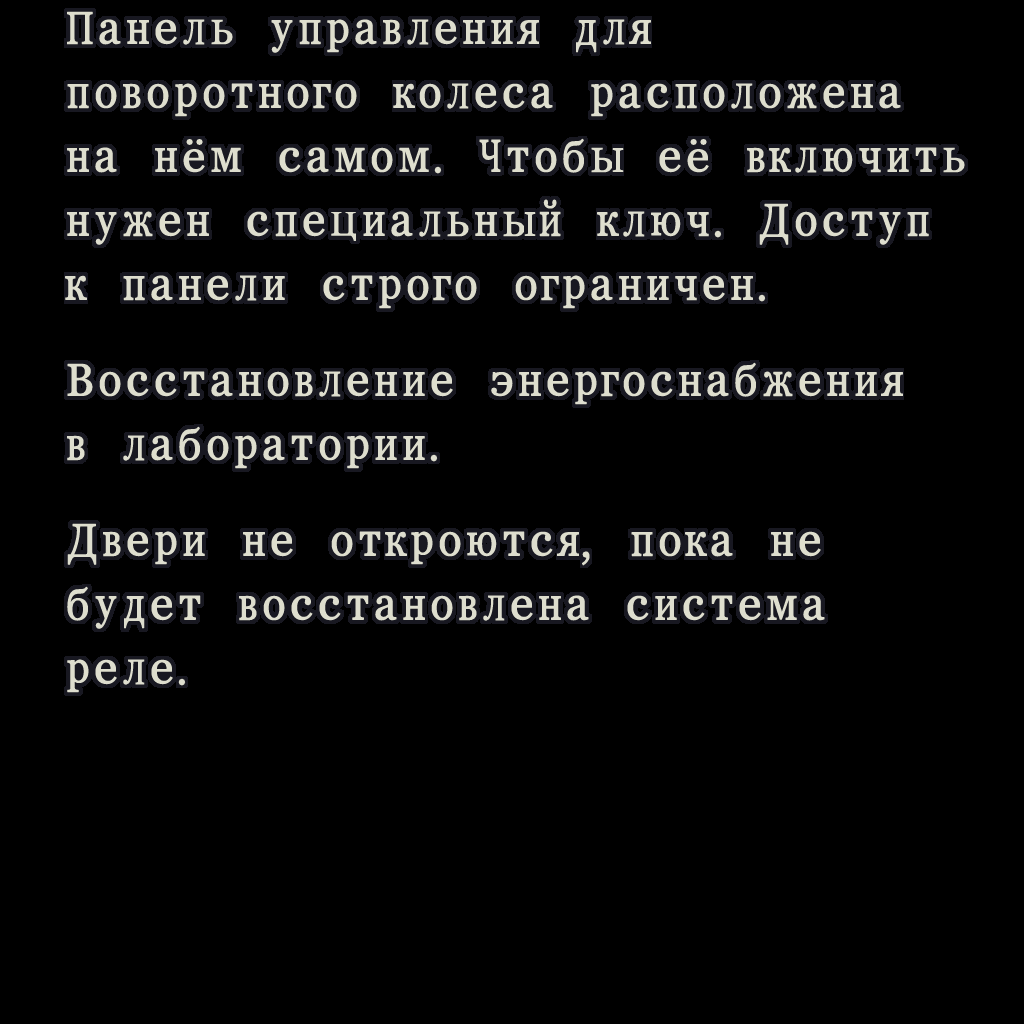 Панель управления для
поворотного колеса расположена
на нём самом. Чтобы её включить
нужен специальный ключ. Доступ
к панели строго ограничен.
Восстановление энергоснабжения
в лаборатории.
Двери не откроются, пока не
будет восстановлена система
реле.